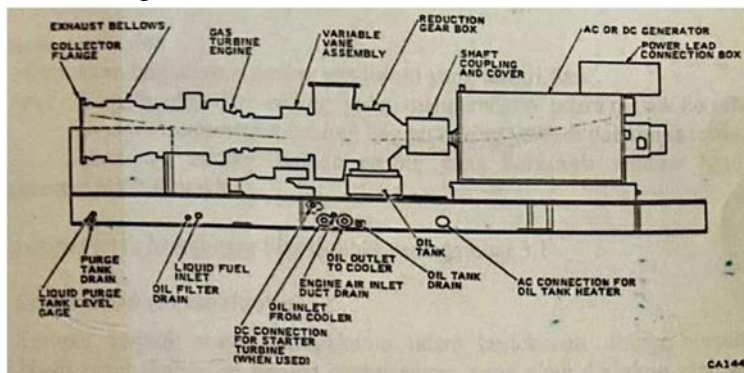 EXHAUST BELLOWS
COLLECTOR
FLANGE
GAS
TURBINE
ENGINE
VARIABLE
VANE
ASSEMBLY
REDUCTION
GEAR BOX
SHAFT
COUPLING
AND COVER
AC OR DC GENERATOR
POWER LEAD
CONNECTION BOX
PURGE
TANK
DRAIN
LIQUID PURGE
TANK LEVEL
GAGE
LIQUID FUEL
INLET
OIL FILTER
DRAIN
OIL OUTLET
TO COOLER
ENGINE AIR INLET
DUCT DRAIN
OIL INLET
FROM COOLER
DC CONNECTION
FOR STARTER
TURBINE
(WHEN USED)
OIL
TANK
OIL TANK
DRAIN
AC CONNECTION FOR
OIL TANK HEATER
CA144